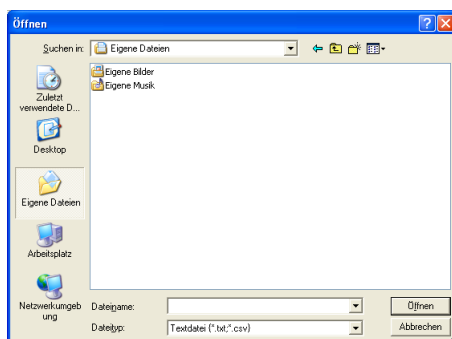 Öffnen
Suchen in:
Eigene Dateien
Eigene Bilder
Eigene Musik
Zuletzt
verwendete D...
Desktop
Eigene Dateien
Arbeitsplatz
Netzwerkumgeb
ung
Dateiname:
Öffnen
Dateityp:
Textdatei (*.txt;*.csv)
Abbrechen